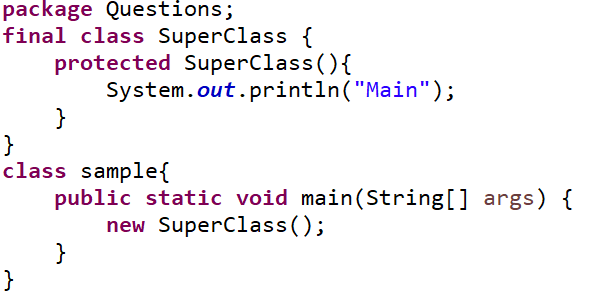 package Questions;
final class SuperClass {
    protected SuperClass(){
        System.out.println("Main");
    }
}
class sample{
    public static void main(String[] args) {
        new SuperClass();
    }
}